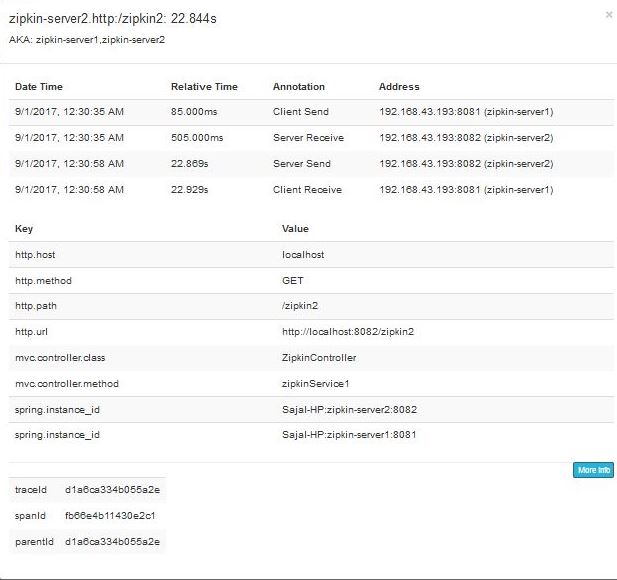 zipkin-server2.http:/zipkin2: 22.844s
×
AKA: zipkin-server1,zipkin-server2
Date Time Relative Time Annotation Address
9/1/2017, 12:30:35 AM 85.000ms Client Send 192.168.43.193:8081 (zipkin-server1)
9/1/2017, 12:30:35 AM 505.000ms Server Receive 192.168.43.193:8082 (zipkin-server2)
9/1/2017, 12:30:58 AM 22.869s Server Send 192.168.43.193:8082 (zipkin-server2)
9/1/2017, 12:30:58 AM 22.929s Client Receive 192.168.43.193:8081 (zipkin-server1)
Key Value
http.host localhost
http.method GET
http.path /zipkin2
http.url http://localhost:8082/zipkin2
mvc.controller.class ZipkinController
mvc.controller.method zipkinService1
spring.instance_id Sajal-HP:zipkin-server2:8082
spring.instance_id Sajal-HP:zipkin-server1:8081
More Info
traceId d1a6ca334b055a2e
spanId fb66e4b11430e2c1
parentId d1a6ca334b055a2e